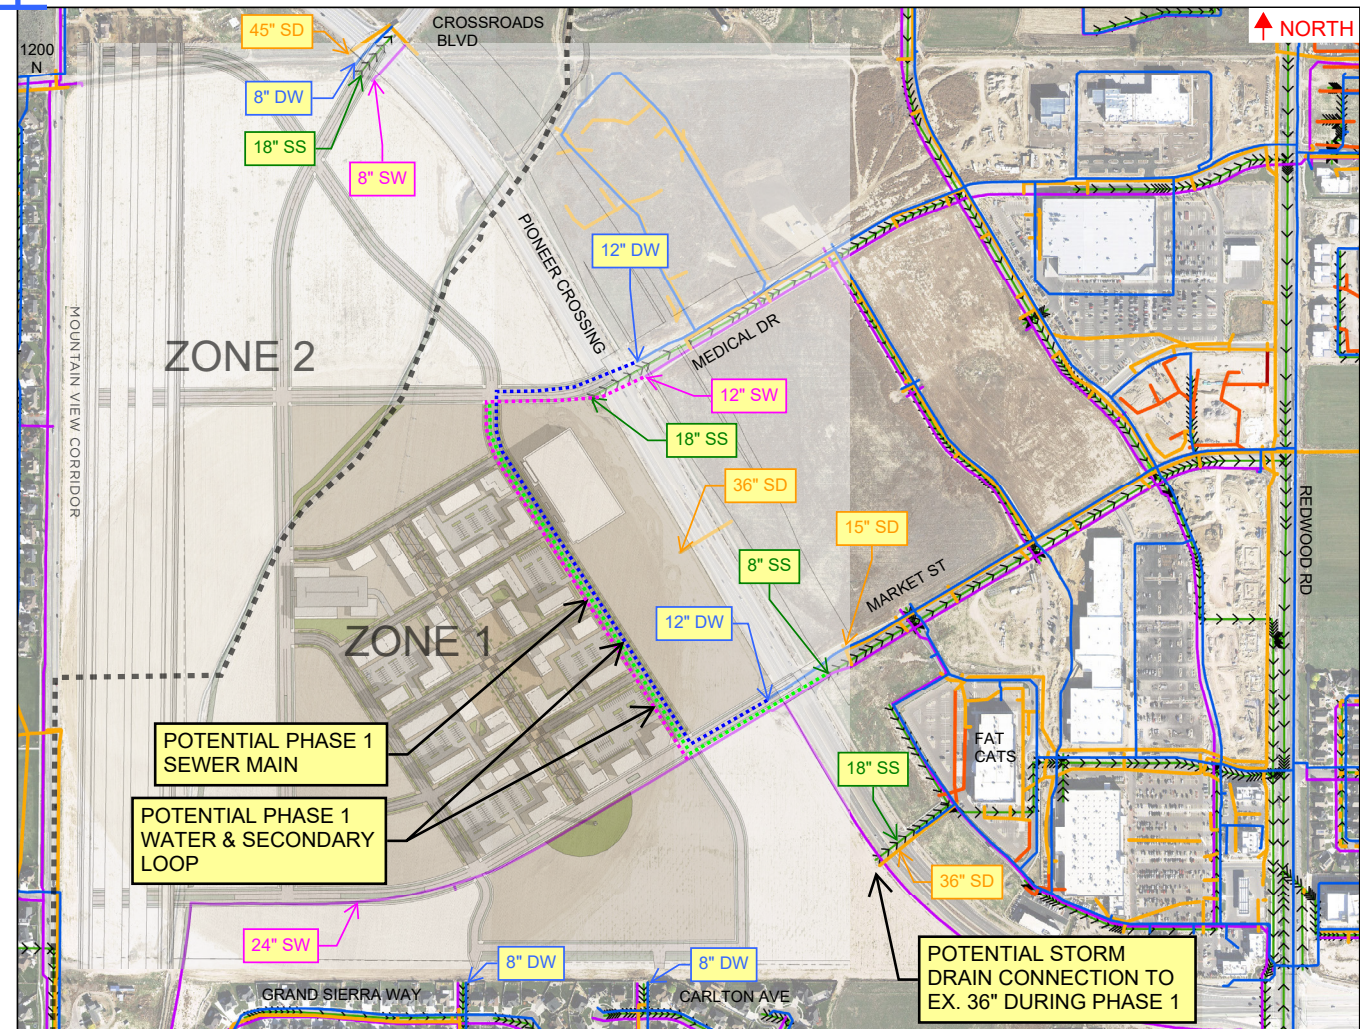 CROSSROADS
BLVD
NORTH
45" SD
1200
N
8" DW
18" SS
8" SW
PIONEER CROSSING
12" DW
MOUNTAIN VIEW CORRIDOR
ZONE 2
MEDICAL DR
12" SW
18" SS
36" SD
15" SD
REDWOOD RD
8" SS
MARKET ST
12" DW
ZONE 1
POTENTIAL PHASE 1
SEWER MAIN
FAT
CATS
18" SS
POTENTIAL PHASE 1
WATER & SECONDARY
LOOP
36" SD
24" SW
8" DW
8" DW
POTENTIAL STORM
DRAIN CONNECTION TO
EX. 36" DURING PHASE 1
GRAND SIERRA WAY
CARLTON AVE